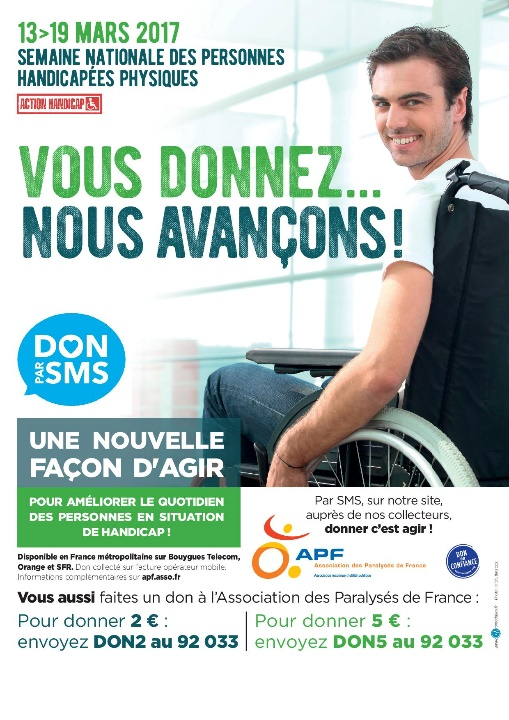 13>19 MARS 2017
SEMAINE NATIONALE DES PERSONNES
HANDICAPÉES PHYSIQUES
ACTION HANDICAP
VOUS DONNEZ...
NOUS AVANÇONS!
DON
PAR SMS
UNE NOUVELLE
FAÇON D'AGIR
POUR AMÉLIORER LE QUOTIDIEN
DES PERSONNES EN SITUATION
DE HANDICAP !
Par SMS, sur notre site,
auprès de nos collecteurs,
donner c'est agir !
APF
Association des Paralysés de France
DON
EN
CONFIANCE
Disponible en France métropolitaine sur Bouygues Telecom,
Orange et SFR. Don collecté sur facture opérateur mobile.
Informations complémentaires sur apf.asso.fr
Vous aussi faites un don à l'Association des Paralysés de France :
Pour donner 2 € :
envoyez DON2 au 92 033
Pour donner 5 € :
envoyez DON5 au 92 033